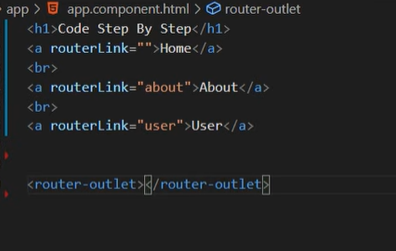 app > app.component.html > router-outlet
<h1>Code Step By Step</h1>
<a routerLink="">Home</a>
<br>
<a routerLink="about">About</a>
<br>
<a routerLink="user">User</a>
<router-outlet></router-outlet>